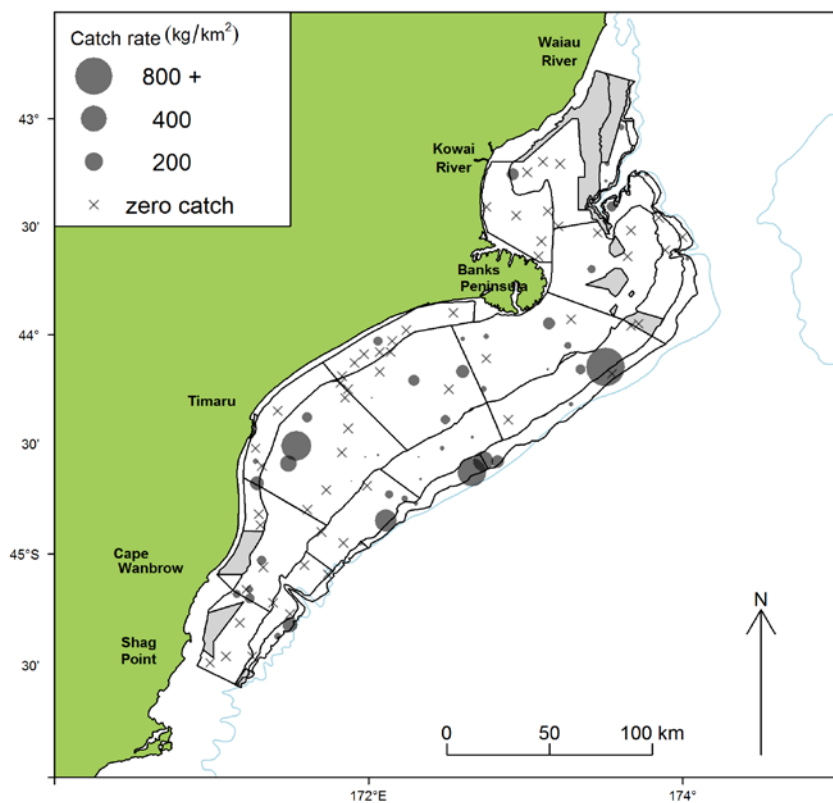 Catch rate (kg/km²)
800 +
400
200
zero catch
Waiau
River
43°
Kowai
River
30'
Banks
Peninsula
44°
Timaru
30'
45°S
Cape
Wanbrow
N
Shag
Point
30'
0 50 100 km
172°E
174°